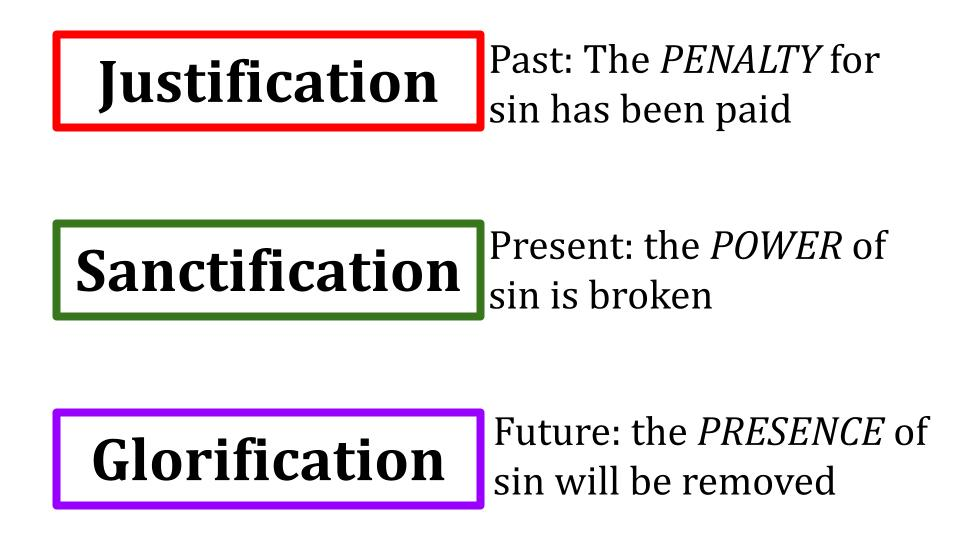 Justification
Past: The PENALTY for
sin has been paid
Sanctification
Present: the POWER of
sin is broken
Glorification
Future: the PRESENCE of
sin will be removed